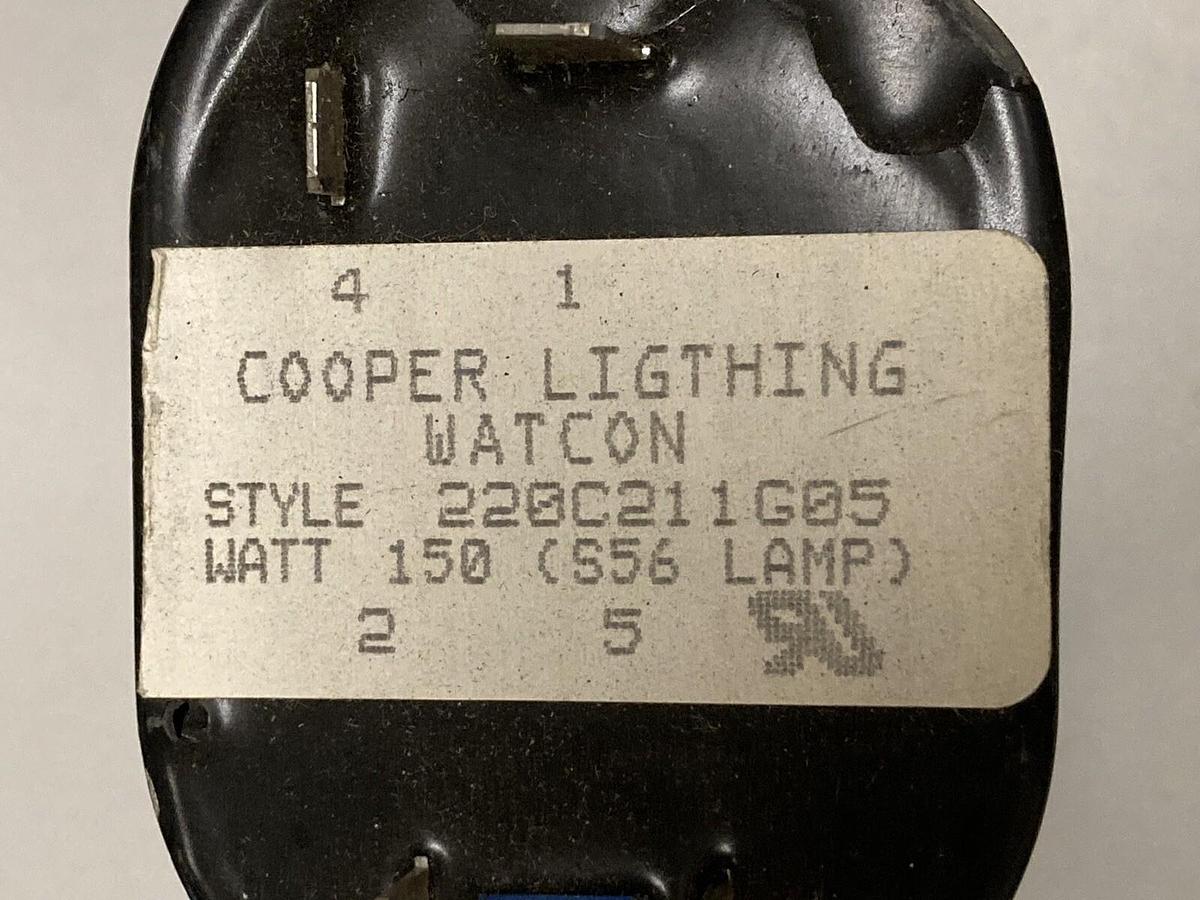 4 1
COOPER LIGTHING
WATCON
STYLE 220C211G05
WATT 150 (S56 LAMP)
2 5